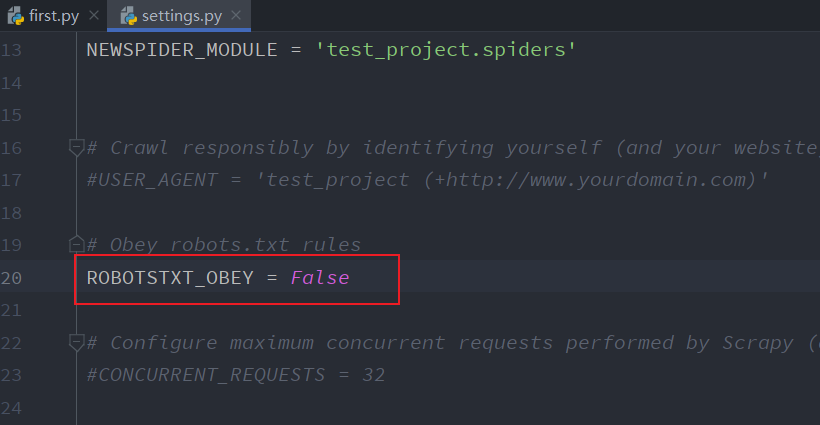 first.py
settings.py
13 NEWSPIDER_MODULE = 'test_project.spiders'
14
15
16 # Crawl responsibly by identifying yourself (and your website
17 #USER_AGENT = 'test_project (+http://www.yourdomain.com)'
18
19 # Obey robots.txt rules
20 ROBOTSTXT_OBEY = False
21
22 # Configure maximum concurrent requests performed by Scrapy (
23 #CONCURRENT_REQUESTS = 32
24